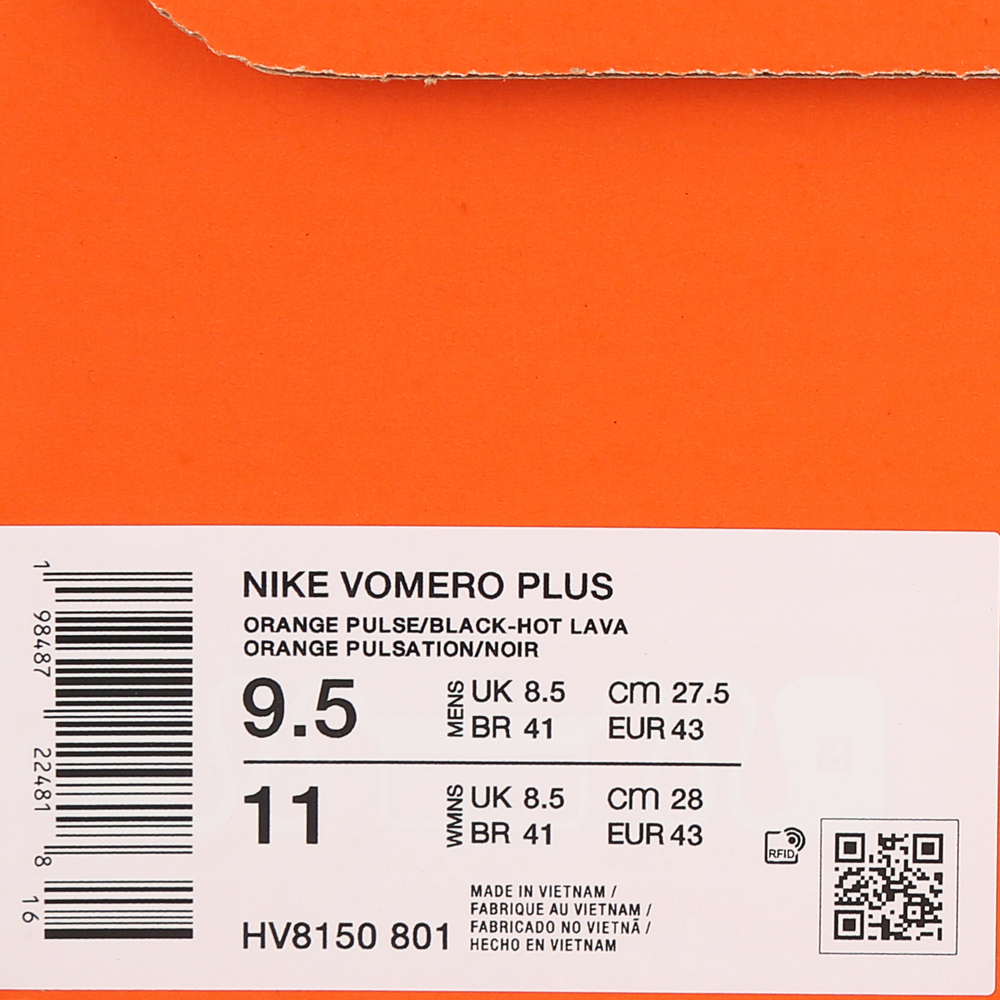 NIKE VOMERO PLUS
ORANGE PULSE/BLACK-HOT LAVA
ORANGE PULSATION/NOIR
9.5 MENS UK 8.5 CM 27.5
BR 41 EUR 43
11 WMNS UK 8.5 CM 28
BR 41 EUR 43
RFID
MADE IN VIETNAM /
FABRIQUE AU VIETNAM /
FABRICADO NO VIETNÃ /
HECHO EN VIETNAM
HV8150 801
1 98487 22481 8 16